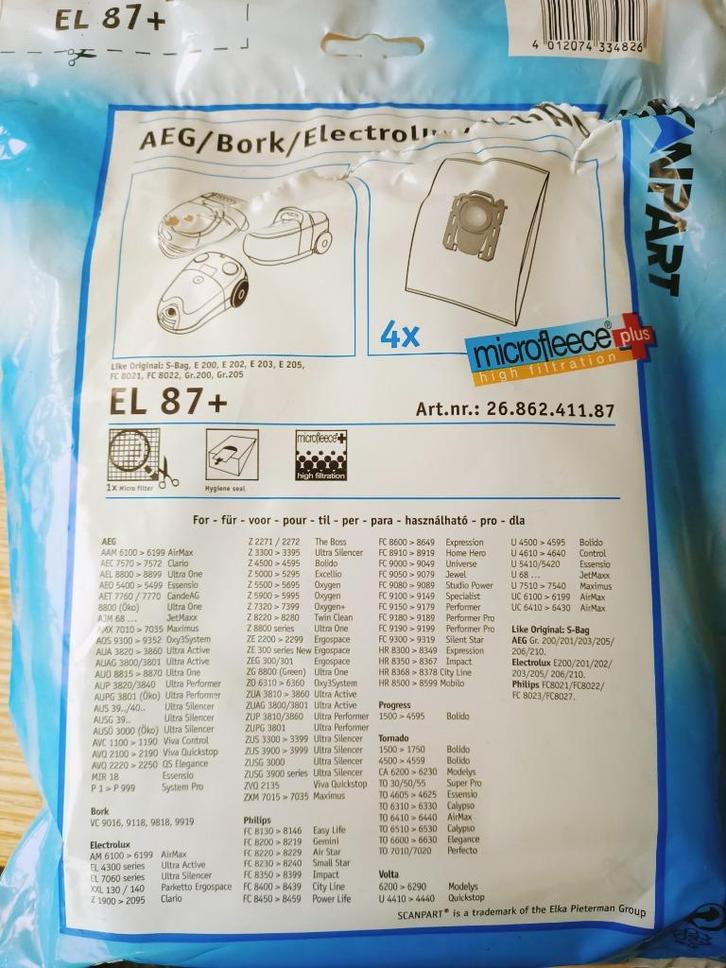 EL 87+
4 012074 334826
SCANPART
AEG/Bork/Electrolu
4x
microfleece plus
high filtration
Like Original: S-Bag, E 200, E 202, E 203, E 205,
FC 8021, FC 8022, Gr.200, Gr.205
EL 87+
Art.nr.: 26.862.411.87
1x Micro filter
Hygiene seal
microfleece+
high filtration
For - für - voor - pour - til - per - para - használható - pro - dla
AEG
AAM 6100 > 6199 AirMax
AEC 7570 > 7572 Clario
AEL 8800 > 8899 Ultra One
AEO 5400 > 5499 Essensio
AET 7760 / 7770 CandeAG
8800 (Öko) Ultra One
AJM 68 ... JetMaxx
AMX 7010 > 7035 Maximus
AOS 9300 > 9352 Oxy3System
AUA 3820 > 3860 Ultra Active
AUAG 3800/3801 Ultra Active
AUO 8815 > 8870 Ultra One
AUP 3820/3840 Ultra Performer
AUPG 3801 (Öko) Ultra Performer
AUS 39../40.. Ultra Silencer
AUSG 39.. Ultra Silencer
AUSO 3000 (Öko) Ultra Silencer
AVC 1100 > 1190 Viva Control
AVQ 2100 > 2190 Viva Quickstop
AVQ 2220 > 2250 QS Elegance
MIR 18 Essensio
P 1 > P 999 System Pro
Bork
VC 9016, 9118, 9818, 9919
Electrolux
AM 6100 > 6199 AirMax
EL 4300 series Ultra Active
EL 7060 series Ultra Silencer
XXL 130 / 140 Parketto Ergospace
Z 1900 > 2095 Clario
Z 2271 / 2272 The Boss
Z 3300 > 3395 Ultra Silencer
Z 4500 > 4595 Bolido
Z 5000 > 5295 Excellio
Z 5500 > 5695 Oxygen
Z 5900 > 5995 Oxygen
Z 7320 > 7399 Oxygen+
Z 8220 > 8280 Twin Clean
Z 8800 series Ultra One
ZE 2200 > 2299 Ergospace
ZE 300 series New Ergospace
ZEG 300/301 Ergospace
ZG 8800 (Green) Ultra One
ZO 6310 > 6360 Oxy3System
ZUA 3810 > 3860 Ultra Active
ZUAG 3800/3801 Ultra Active
ZUP 3810/3860 Ultra Performer
ZUPG 3801 Ultra Performer
ZUS 3300 > 3399 Ultra Silencer
ZUS 3900 > 3999 Ultra Silencer
ZUSG 3000 Ultra Silencer
ZUSG 3900 series Ultra Silencer
ZVQ 2135 Viva Quickstop
ZXM 7015 > 7035 Maximus
Philips
FC 8130 > 8146 Easy Life
FC 8200 > 8219 Gemini
FC 8220 > 8229 Air Star
FC 8230 > 8240 Small Star
FC 8350 > 8399 Impact
FC 8400 > 8439 City Line
FC 8450 > 8459 Power Life
FC 8600 > 8649 Expression
FC 8910 > 8919 Home Hero
FC 9000 > 9049 Universe
FC 9050 > 9079 Jewel
FC 9080 > 9089 Studio Power
FC 9100 > 9149 Specialist
FC 9150 > 9179 Performer
FC 9180 > 9189 Performer Pro
FC 9190 > 9199 Performer Pro
FC 9300 > 9319 Silent Star
HR 8300 > 8349 Expression
HR 8350 > 8367 Impact
HR 8368 > 8378 City Line
HR 8500 > 8599 Mobilo
Progress
1500 > 4595 Bolido
Tornado
1500 > 1750 Bolido
4500 > 4559 Bolido
CA 6200 > 6230 Modelys
TO 30/50/55 Super Pro
TO 4605 > 4625 Essensio
TO 6310 > 6330 Calypso
TO 6410 > 6440 AirMax
TO 6510 > 6530 Calypso
TO 6600 > 6630 Elegance
TO 7010/7020 Perfecto
Volta
6200 > 6290 Modelys
U 4410 > 4440 Quickstop
U 4500 > 4595 Bolido
U 4610 > 4640 Control
U 5410/5420 Essensio
U 68 ... JetMaxx
U 7510 > 7540 Maximus
UC 6100 > 6199 AirMax
UC 6410 > 6430 AirMax
Like Original: S-Bag
AEG Gr. 200/201/203/205/
206/210.
Electrolux E200/201/202/
203/205/ 206/210.
Philips FC8021/FC8022/
FC 8023/FC8027.
SCANPART® is a trademark of the Elka Pieterman Group